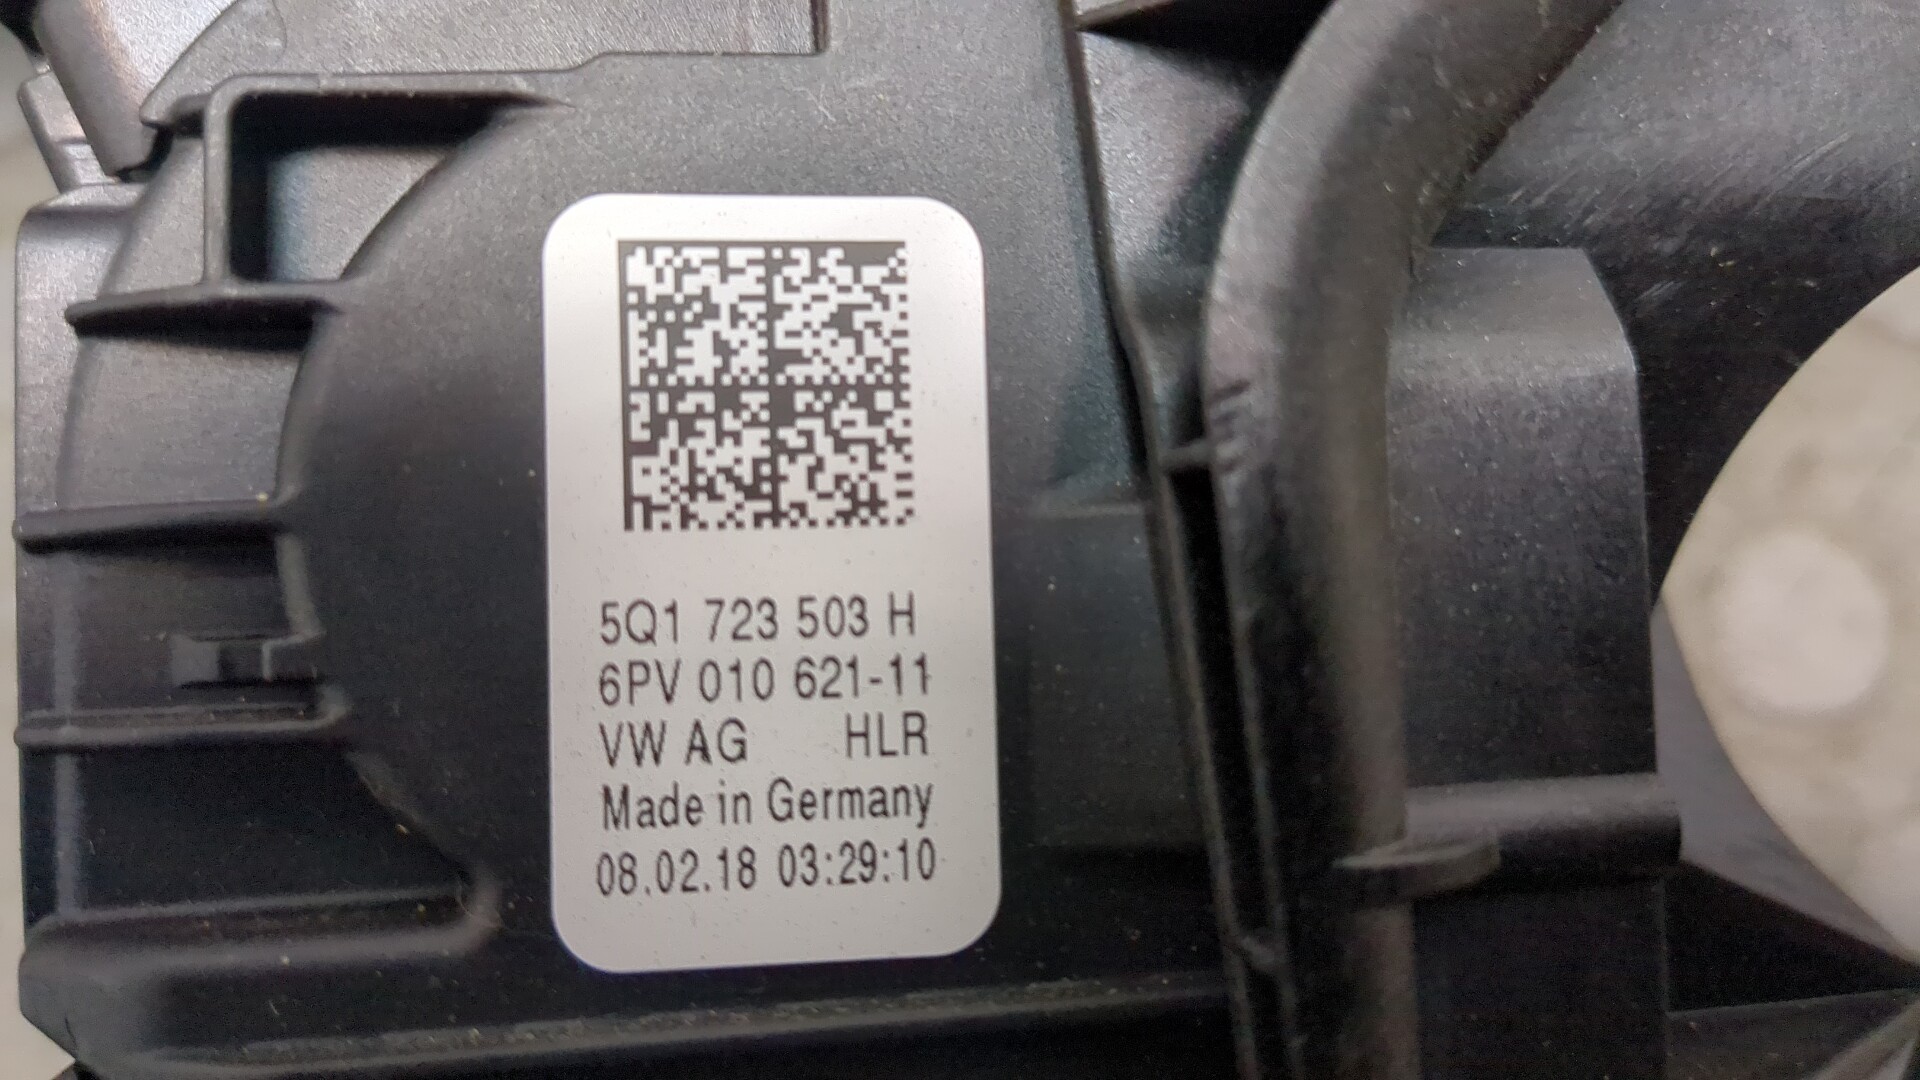 5Q1 723 503 H
6PV 010 621-11
VW AG HLR
Made in Germany
08.02.18 03:29:10